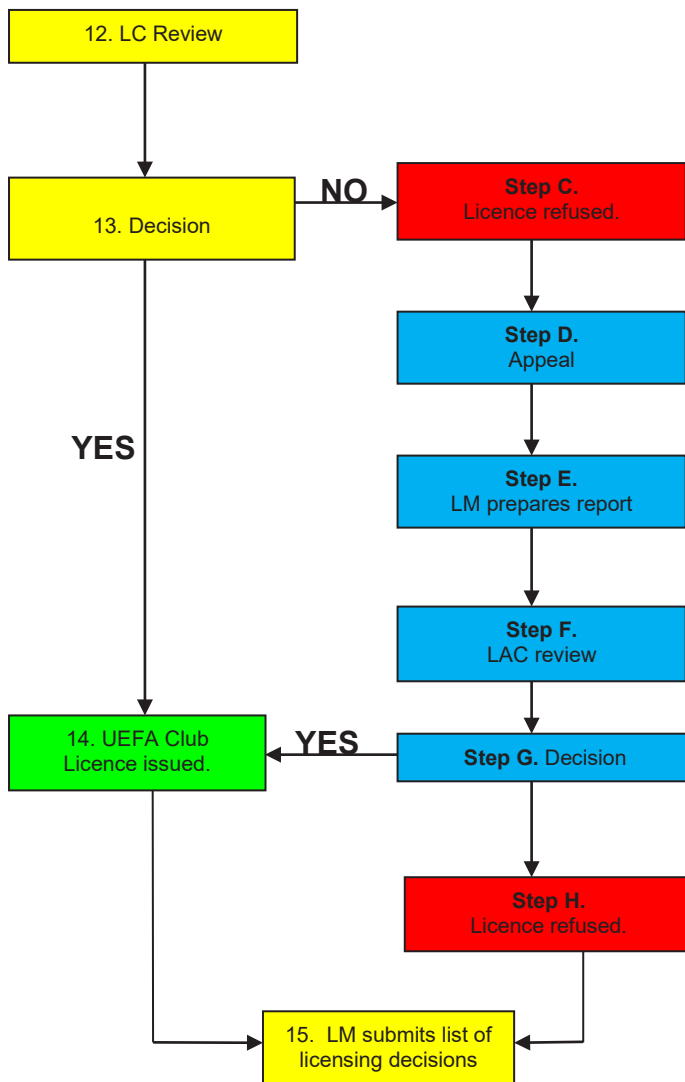 12. LC Review
13. Decision
NO
Step C.
Licence refused.
Step D.
Appeal
YES
Step E.
LM prepares report
Step F.
LAC review
14. UEFA Club
Licence issued.
YES
Step G. Decision
Step H.
Licence refused.
15. LM submits list of
licensing decisions